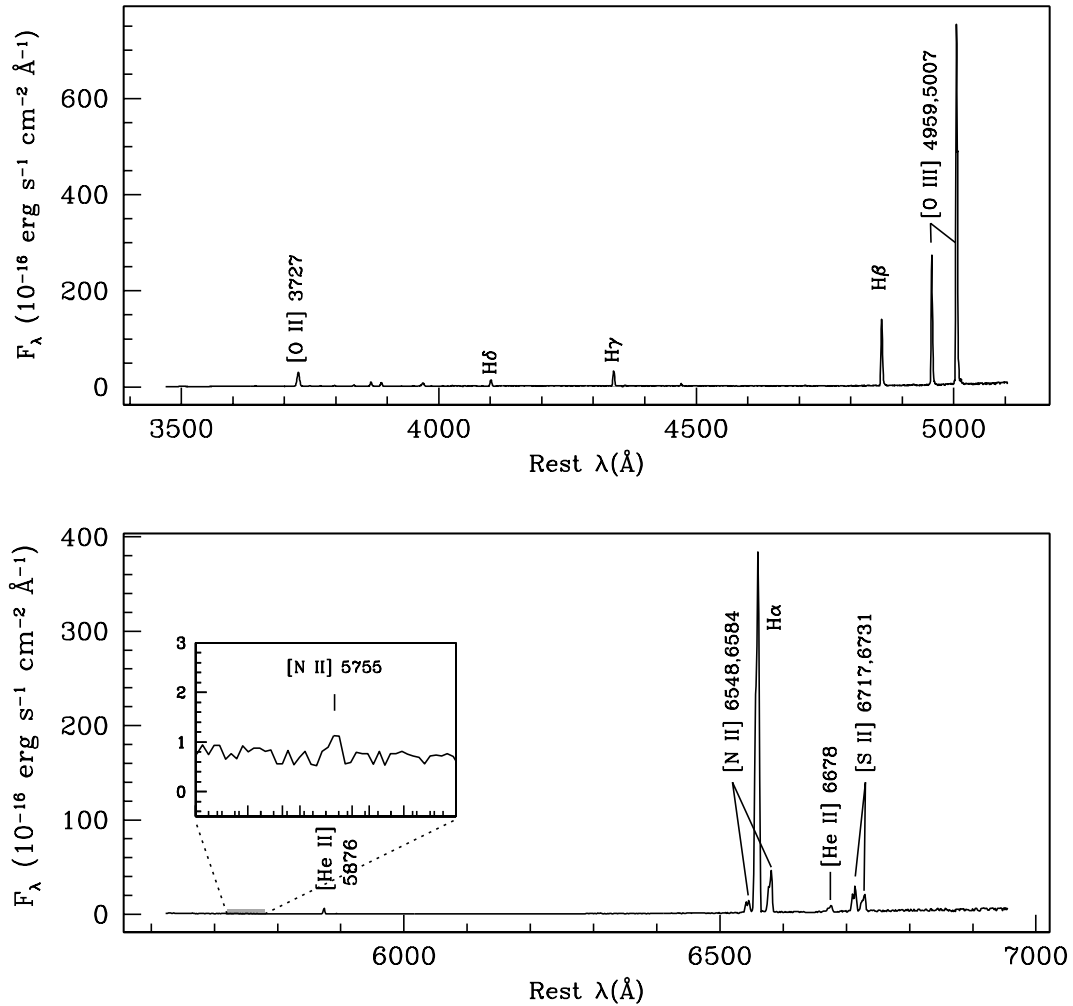 600
400
200
0
F_λ (10⁻¹⁶ erg s⁻¹ cm⁻² Å⁻¹)
[O II] 3727
Hδ
Hγ
Hβ
[O III] 4959,5007
3500
4000
4500
5000
Rest λ(Å)
400
300
200
100
0
F_λ (10⁻¹⁶ erg s⁻¹ cm⁻² Å⁻¹)
3
2
1
0
[N II] 5755
[He II]
5876
[N II] 6548,6584
Hα
[He II] 6678
[S II] 6717,6731
6000
6500
7000
Rest λ(Å)